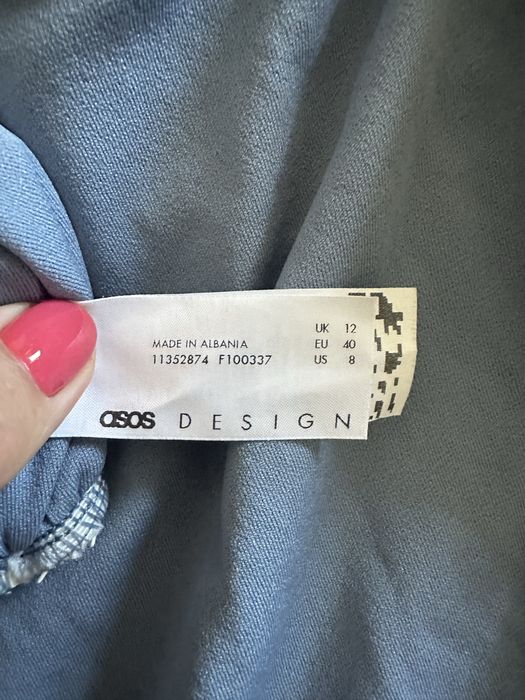 MADE IN ALBANIA
11352874 F100337
UK 12
EU 40
US 8
asos DESIGN